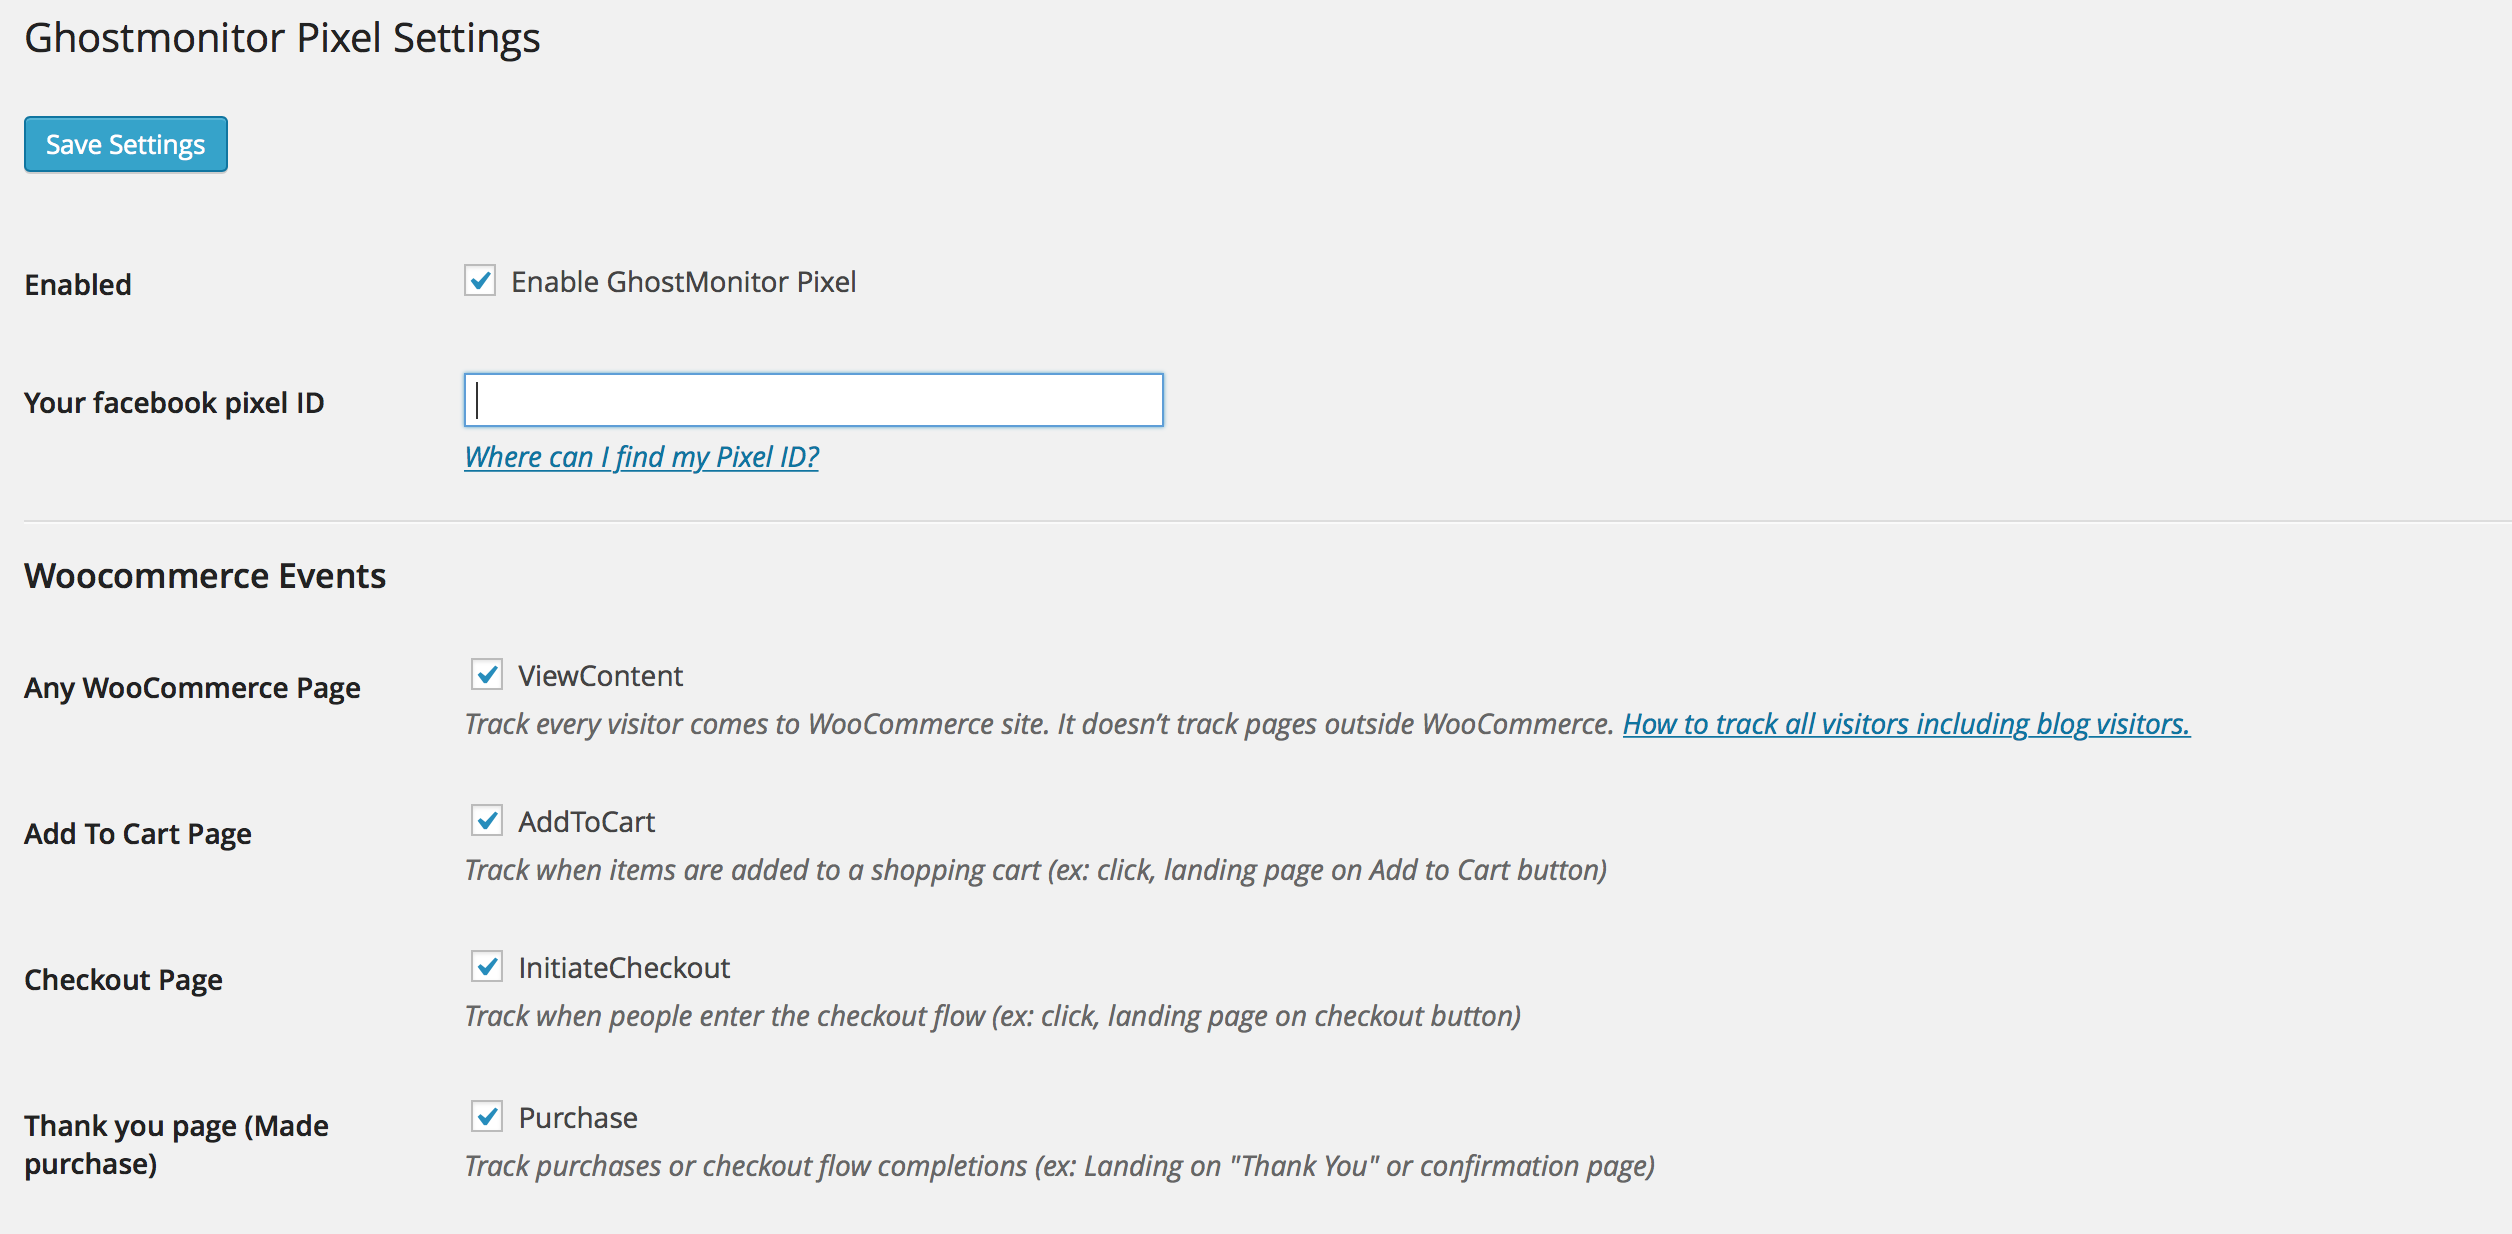 Ghostmonitor Pixel Settings
Save Settings
Enabled
Enable GhostMonitor Pixel
Your facebook pixel ID
Where can I find my Pixel ID?
Woocommerce Events
Any WooCommerce Page
ViewContent
Track every visitor comes to WooCommerce site. It doesn't track pages outside WooCommerce. How to track all visitors including blog visitors.
Add To Cart Page
AddToCart
Track when items are added to a shopping cart (ex: click, landing page on Add to Cart button)
Checkout Page
InitiateCheckout
Track when people enter the checkout flow (ex: click, landing page on checkout button)
Thank you page (Made
purchase)
Purchase
Track purchases or checkout flow completions (ex: Landing on "Thank You" or confirmation page)